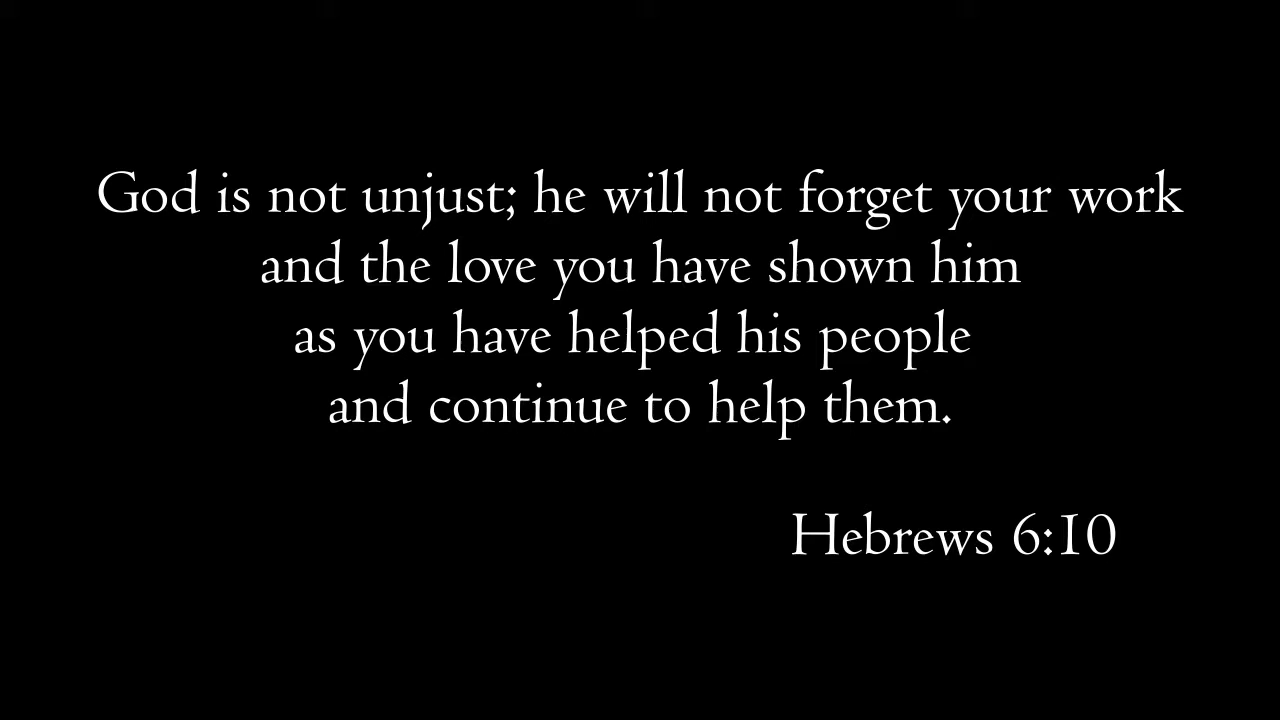 God is not unjust; he will not forget your work
and the love you have shown him
as you have helped his people
and continue to help them.
Hebrews 6:10